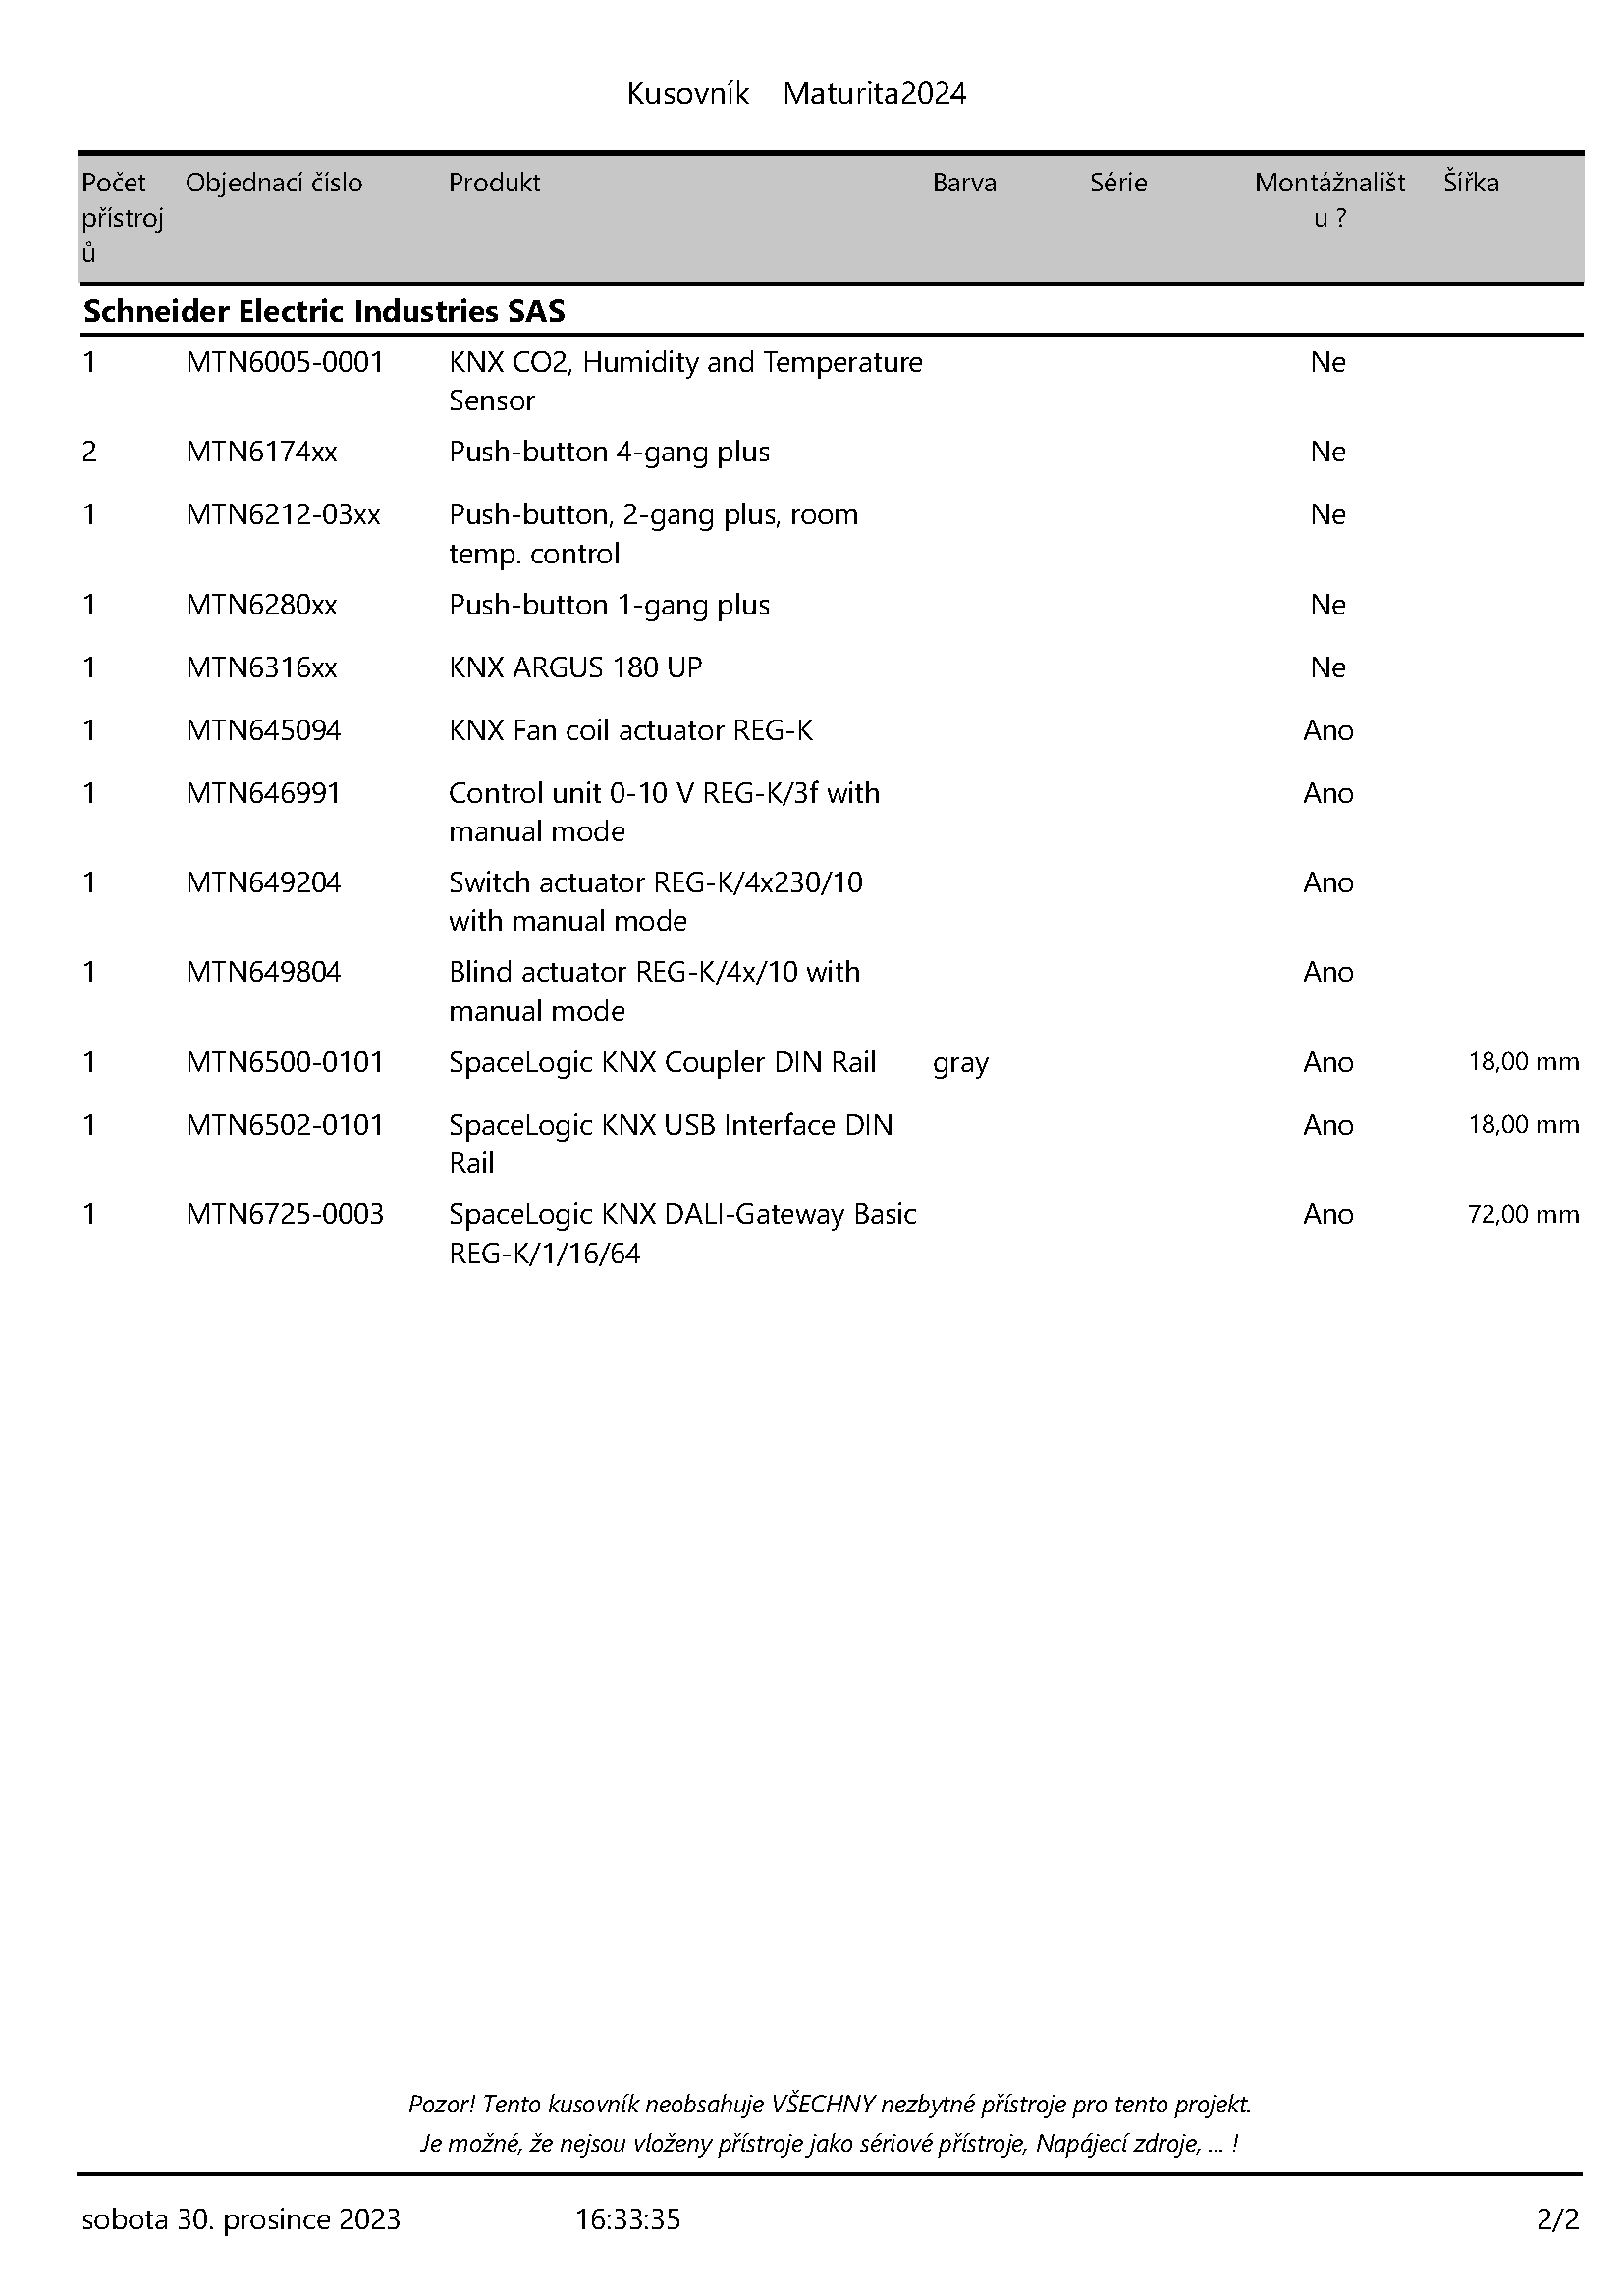 Kusovník Maturita2024
Počet Objednací číslo Produkt Barva Série Montážnališt Šířka
přístroj u ?
ů
Schneider Electric Industries SAS
1 MTN6005-0001 KNX CO2, Humidity and Temperature Ne
Sensor
2 MTN6174xx Push-button 4-gang plus Ne
1 MTN6212-03xx Push-button, 2-gang plus, room Ne
temp. control
1 MTN6280xx Push-button 1-gang plus Ne
1 MTN6316xx KNX ARGUS 180 UP Ne
1 MTN645094 KNX Fan coil actuator REG-K Ano
1 MTN646991 Control unit 0-10 V REG-K/3f with Ano
manual mode
1 MTN649204 Switch actuator REG-K/4x230/10 Ano
with manual mode
1 MTN649804 Blind actuator REG-K/4x/10 with Ano
manual mode
1 MTN6500-0101 SpaceLogic KNX Coupler DIN Rail gray Ano 18,00 mm
1 MTN6502-0101 SpaceLogic KNX USB Interface DIN Ano 18,00 mm
Rail
1 MTN6725-0003 SpaceLogic KNX DALI-Gateway Basic Ano 72,00 mm
REG-K/1/16/64
Pozor! Tento kusovník neobsahuje VŠECHNY nezbytné přístroje pro tento projekt.
Je možné, že nejsou vloženy přístroje jako sériové přístroje, Napájecí zdroje, ... !
sobota 30. prosince 2023 16:33:35 2/2